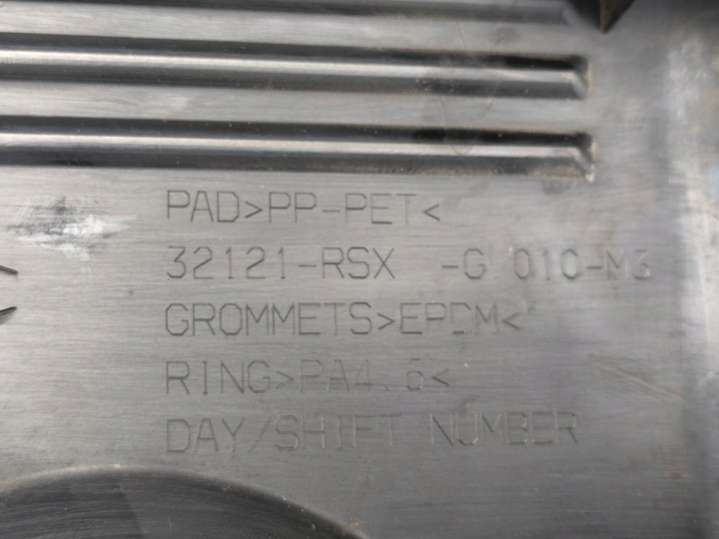 PAD>PP-PET<
32121-RSX -G 010-M3
GROMMETS>EPDM<
RING>PA4.6<
DAY/SHIFT NUMBER